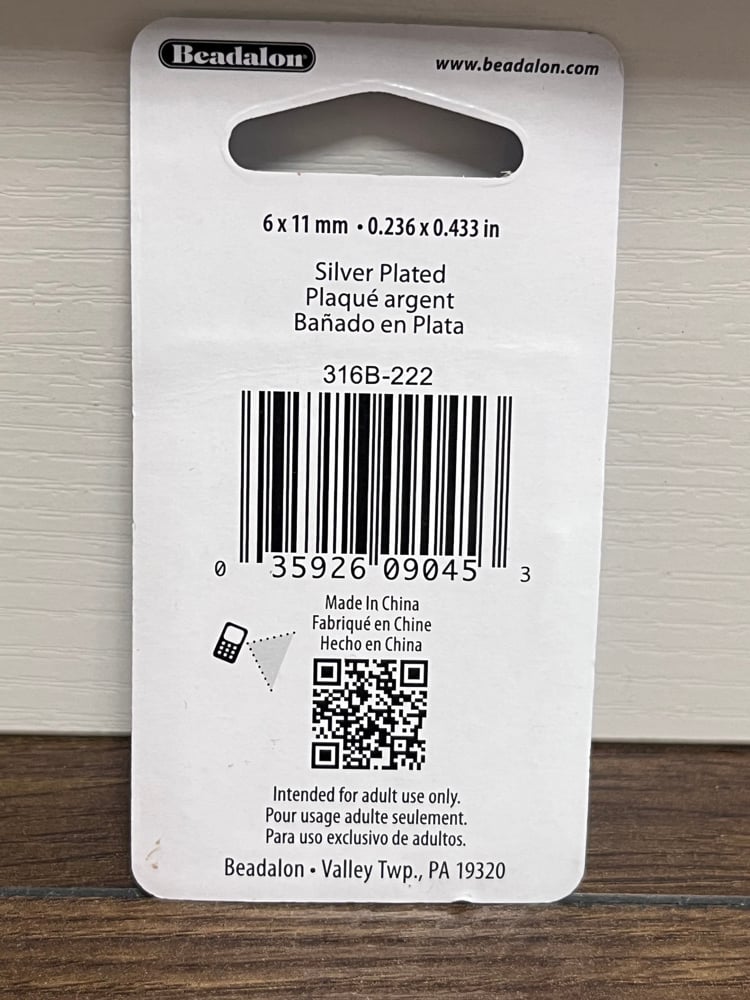 Beadalon®
www.beadalon.com
6 x 11 mm • 0.236 x 0.433 in
Silver Plated
Plaqué argent
Bañado en Plata
316B-222
0 35926 09045 3
Made In China
Fabriqué en Chine
Hecho en China
Intended for adult use only.
Pour usage adulte seulement.
Para uso exclusivo de adultos.
Beadalon • Valley Twp., PA 19320